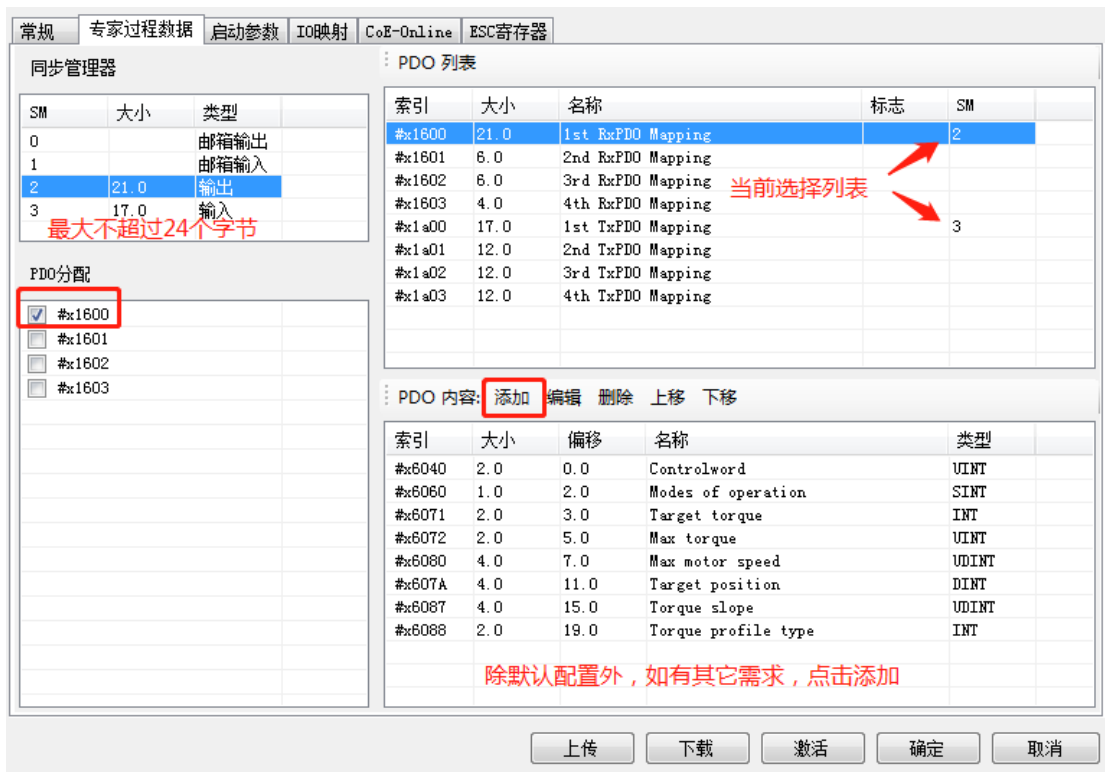 常规 专家过程数据 启动参数 IO映射 CoE-Online ESC寄存器
同步管理器
SM 大小 类型
0 邮箱输出
1 邮箱输入
2 21.0 输出
3 17.0 输入
最大不超过24个字节
PDO分配
#x1600
#x1601
#x1602
#x1603
PDO 列表
索引 大小 名称 标志 SM
#x1600 21.0 1st RxPDO Mapping 2
#x1601 6.0 2nd RxPDO Mapping
#x1602 6.0 3rd RxPDO Mapping
#x1603 4.0 4th RxPDO Mapping
#x1a00 17.0 1st TxPDO Mapping 3
#x1a01 12.0 2nd TxPDO Mapping
#x1a02 12.0 3rd TxPDO Mapping
#x1a03 12.0 4th TxPDO Mapping
当前选择列表
PDO 内容: 添加 编辑 删除 上移 下移
索引 大小 偏移 名称 类型
#x6040 2.0 0.0 Controlword UINT
#x6060 1.0 2.0 Modes of operation SINT
#x6071 2.0 3.0 Target torque INT
#x6072 2.0 5.0 Max torque UINT
#x6080 4.0 7.0 Max motor speed UDINT
#x607A 4.0 11.0 Target position DINT
#x6087 4.0 15.0 Torque slope UDINT
#x6088 2.0 19.0 Torque profile type INT
除默认配置外，如有其它需求，点击添加
上传 下载 激活 确定 取消